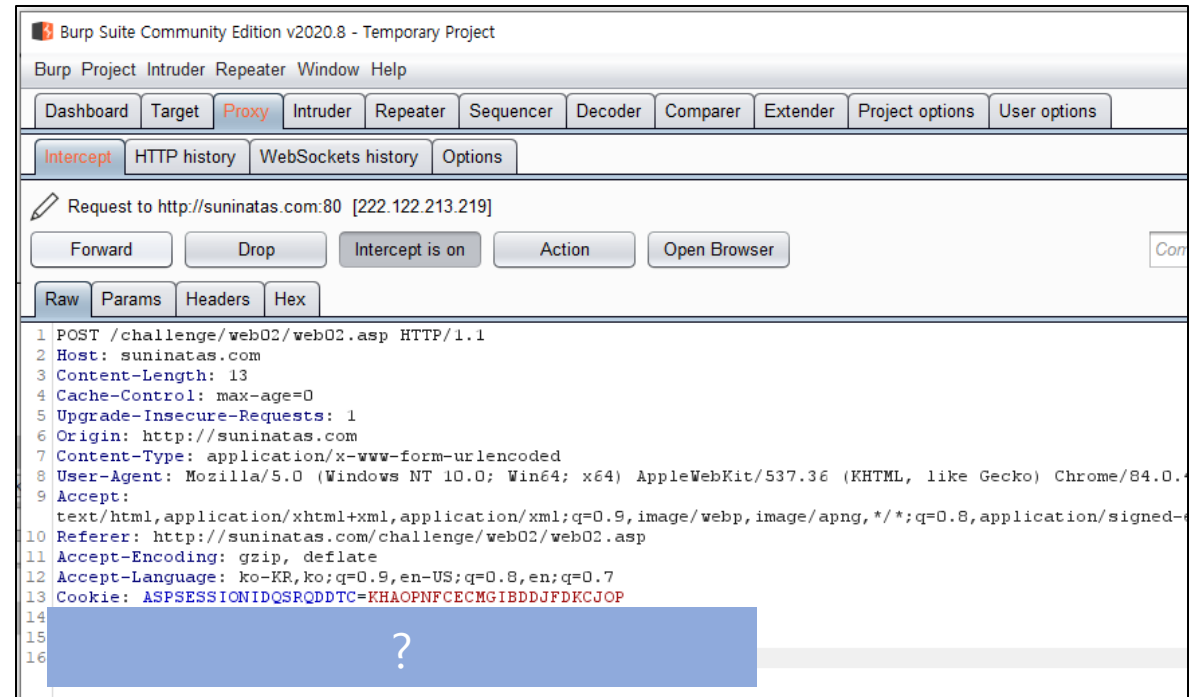 Burp Suite Community Edition v2020.8 - Temporary Project
Burp Project Intruder Repeater Window Help
Dashboard Target Proxy Intruder Repeater Sequencer Decoder Comparer Extender Project options User options
Intercept HTTP history WebSockets history Options
Request to http://suninatas.com:80 [222.122.213.219]
Forward Drop Intercept is on Action Open Browser
Raw Params Headers Hex
1 POST /challenge/web02/web02.asp HTTP/1.1
2 Host: suninatas.com
3 Content-Length: 13
4 Cache-Control: max-age=0
5 Upgrade-Insecure-Requests: 1
6 Origin: http://suninatas.com
7 Content-Type: application/x-www-form-urlencoded
8 User-Agent: Mozilla/5.0 (Windows NT 10.0; Win64; x64) AppleWebKit/537.36 (KHTML, like Gecko) Chrome/84.0.
9 Accept:
text/html,application/xhtml+xml,application/xml;q=0.9,image/webp,image/apng,*/*;q=0.8,application/signed-
10 Referer: http://suninatas.com/challenge/web02/web02.asp
11 Accept-Encoding: gzip, deflate
12 Accept-Language: ko-KR,ko;q=0.9,en-US;q=0.8,en;q=0.7
13 Cookie: ASPSESSIONIDQSRQDDTC=KHAOPNFCECMGIBDDJFDKCJOP
14
15 ?
16